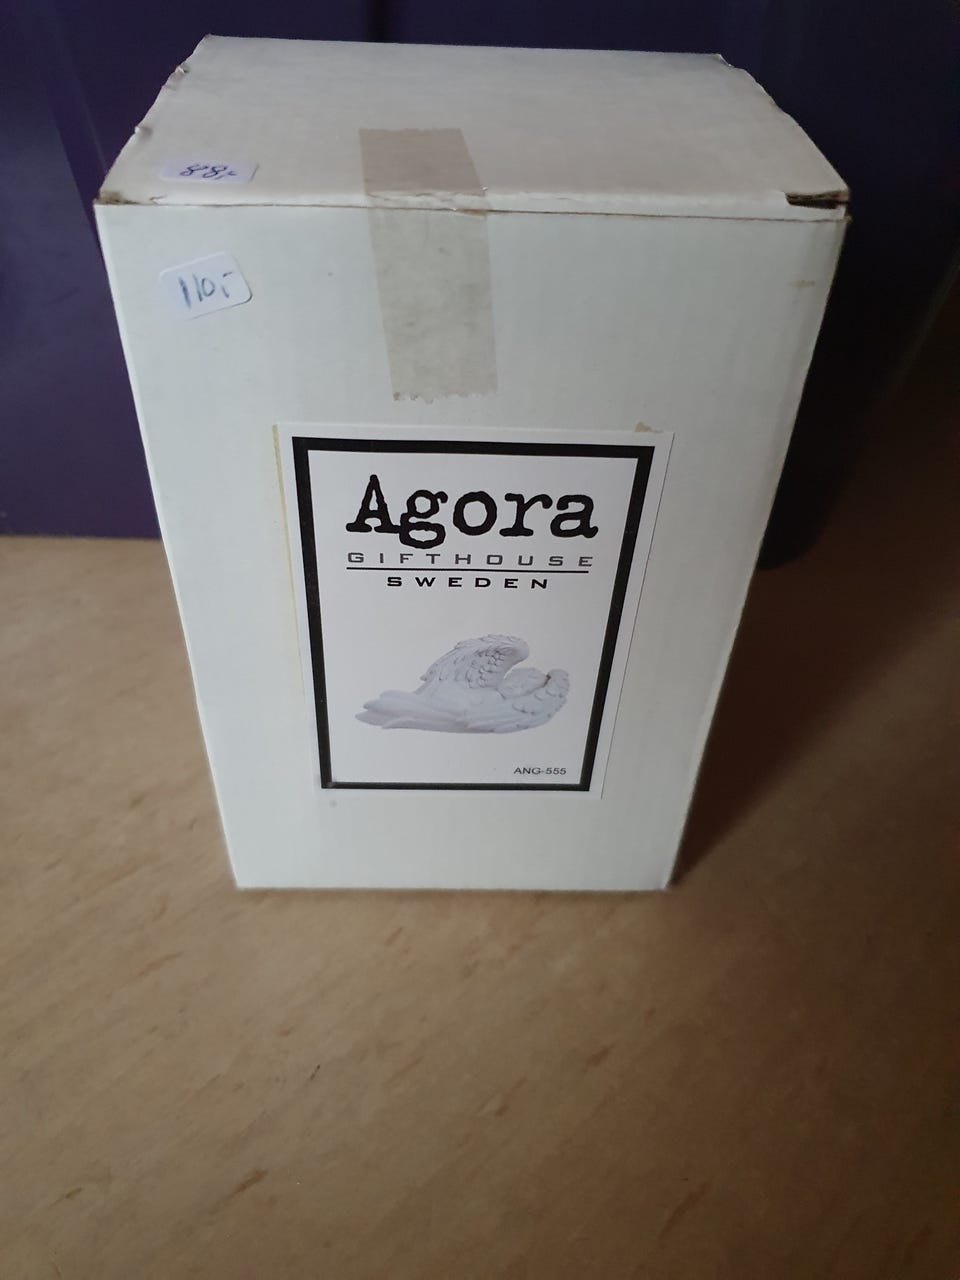 88,-
110,-
Agora
GIFTHOUSE
SWEDEN
ANG-555